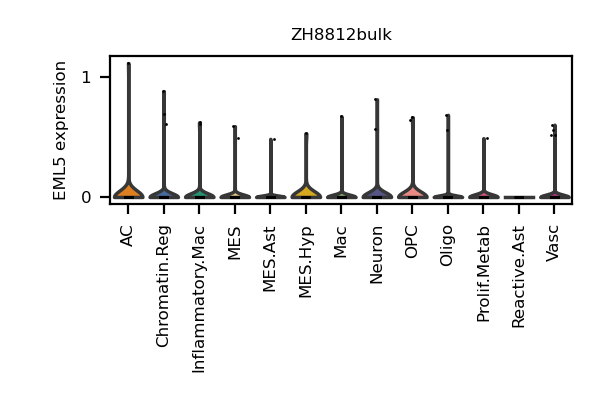 ZH8812bulk
EML5 expression
1
0
AC
Chromatin.Reg
Inflammatory.Mac
MES
MES.Ast
MES.Hyp
Mac
Neuron
OPC
Oligo
Prolif.Metab
Reactive.Ast
Vasc